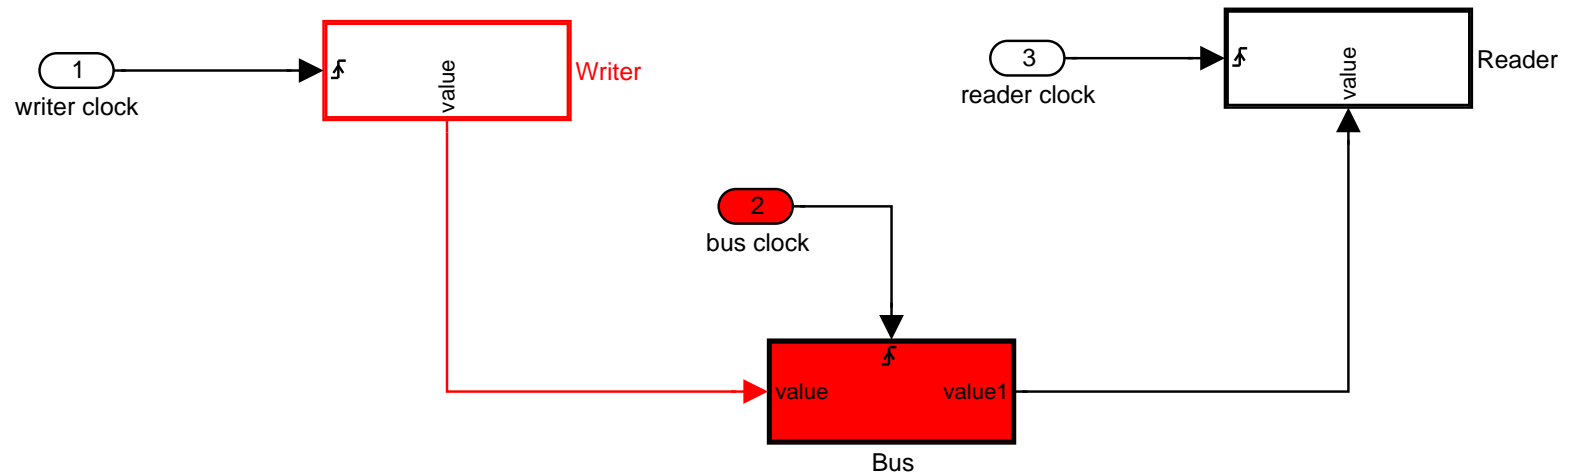 1
writer clock
value
Writer
3
reader clock
value
Reader
2
bus clock
value
value1
Bus